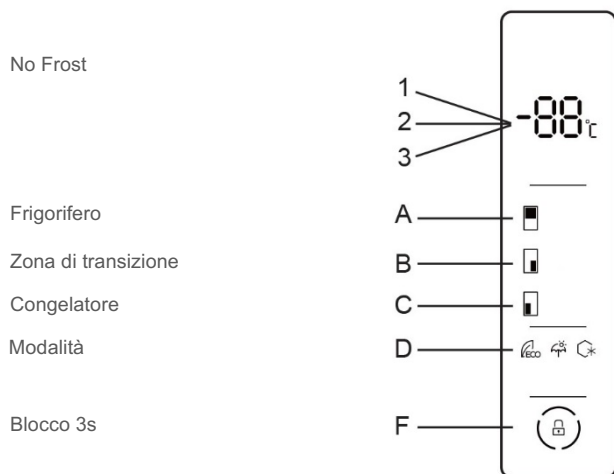 No Frost
1
2
3
-88°C
Frigorifero A
Zona di transizione B
Congelatore C
Modalità D ECO
Blocco 3s F